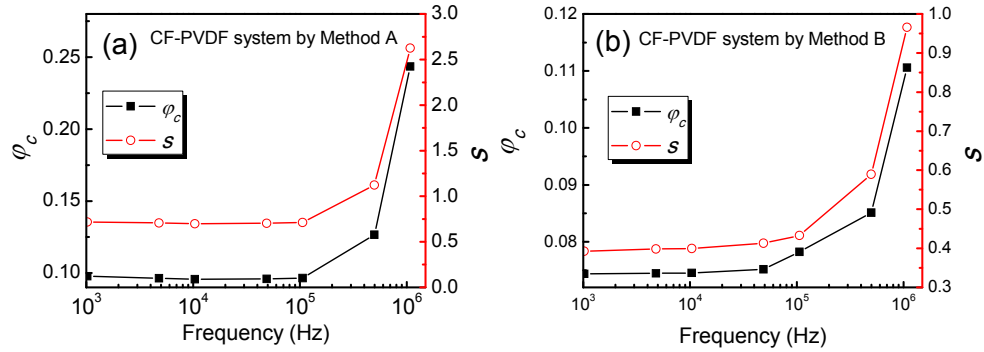 (a) CF-PVDF system by Method A
φc
s
0.25
0.20
0.15
0.10
φc
3.0
2.5
2.0
1.5
1.0
0.5
0.0
s
10³ 10⁴ 10⁵ 10⁶
Frequency (Hz)
(b) CF-PVDF system by Method B
φc
s
0.12
0.11
0.10
0.09
0.08
φc
1.0
0.9
0.8
0.7
0.6
0.5
0.4
0.3
s
10³ 10⁴ 10⁵ 10⁶
Frequency (Hz)